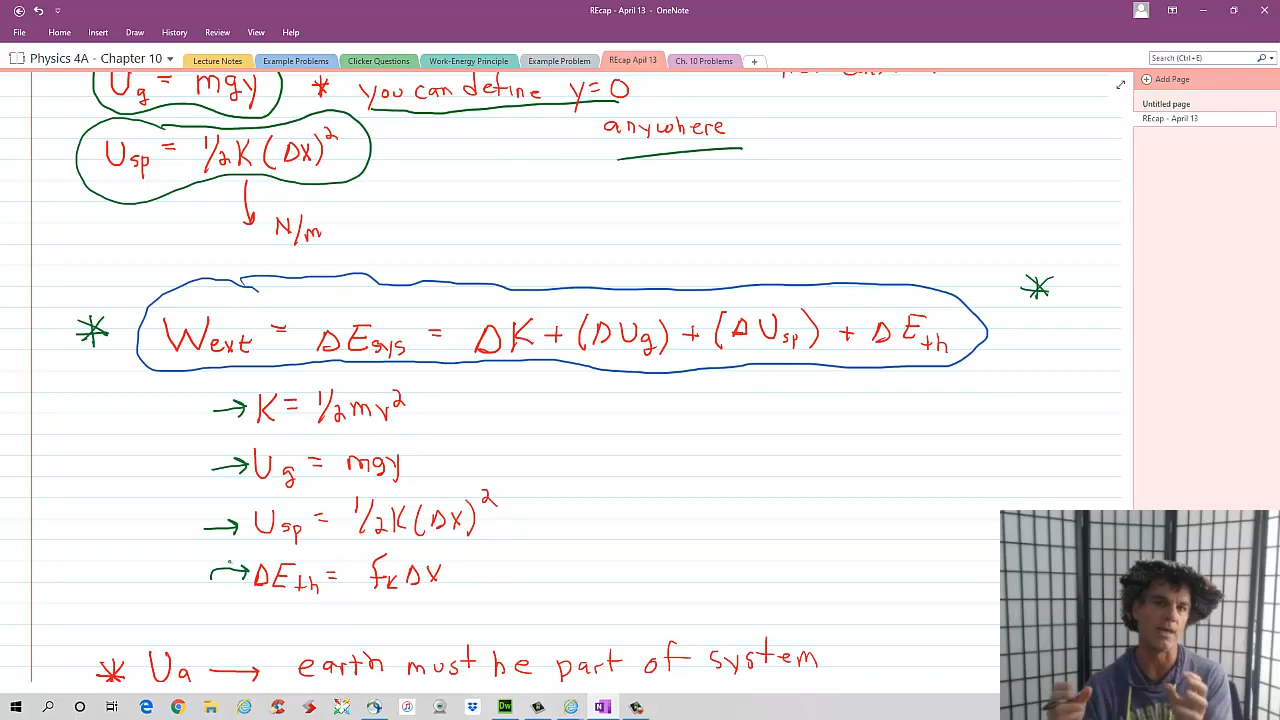 REcap - April 13 - OneNote
File Home Insert Draw History Review View Help
Physics 4A - Chapter 10
Lecture Notes Example Problems Clicker Questions Work-Energy Principle Example Problem REcap Apil 13 Ch. 10 Problems +
Search (Ctrl+E)
Add Page
Untitled page
REcap - April 13
Ug = mgy * you can define y=0
anywhere
Usp = 1/2 K (Δx)²
N/m
* Wext = ΔEsys = ΔK + (ΔUg) + (ΔUsp) + ΔEth *
→ K = 1/2 mv²
→ Ug = mgy
→ Usp = 1/2 K (Δx)²
→ ΔEth = fk Δx
* Ug → earth must be part of system